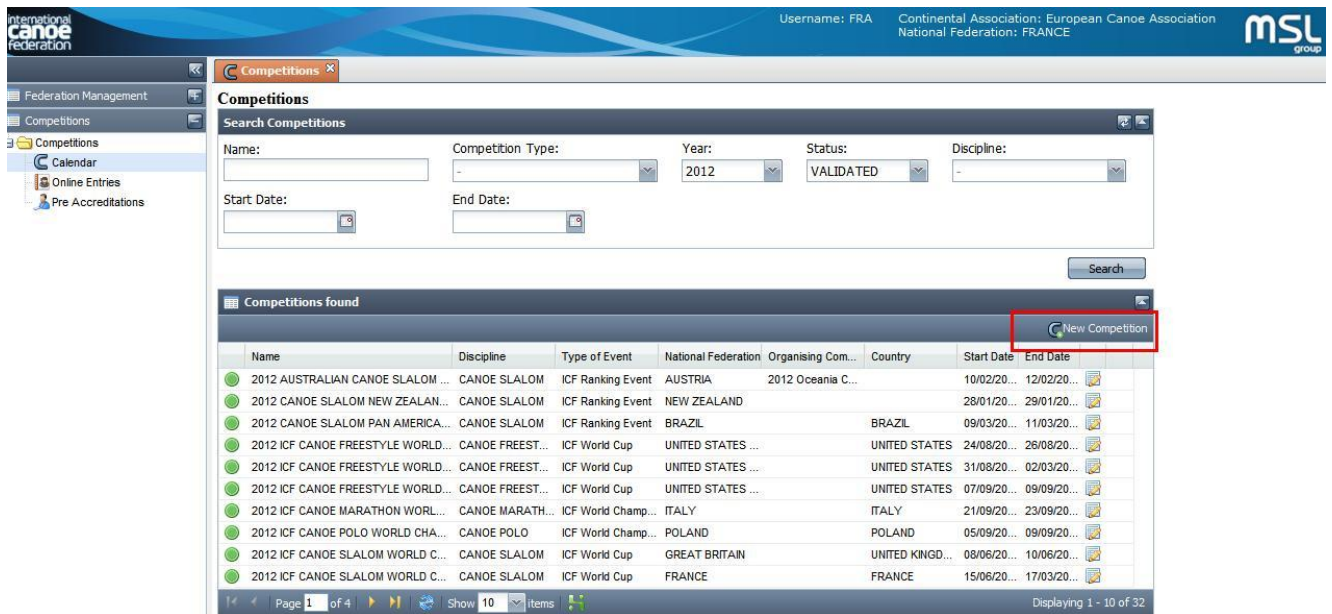 international
canoe
federation
Username: FRA
Continental Association: European Canoe Association
National Federation: FRANCE
MSL
group
Federation Management
Competitions
Competitions
Calendar
Online Entries
Pre Accreditations
Competitions
Competitions
Search Competitions
Name: Competition Type: Year: Status: Discipline:
- 2012 VALIDATED -
Start Date: End Date:
Search
Competitions found
New Competition
Name Discipline Type of Event National Federation Organising Com... Country Start Date End Date
2012 AUSTRALIAN CANOE SLALOM ... CANOE SLALOM ICF Ranking Event AUSTRIA 2012 Oceania C... 10/02/20... 12/02/20...
2012 CANOE SLALOM NEW ZEALAN... CANOE SLALOM ICF Ranking Event NEW ZEALAND 28/01/20... 29/01/20...
2012 CANOE SLALOM PAN AMERICA... CANOE SLALOM ICF Ranking Event BRAZIL BRAZIL 09/03/20... 11/03/20...
2012 ICF CANOE FREESTYLE WORLD... CANOE FREEST... ICF World Cup UNITED STATES ... UNITED STATES 24/08/20... 26/08/20...
2012 ICF CANOE FREESTYLE WORLD... CANOE FREEST... ICF World Cup UNITED STATES ... UNITED STATES 31/08/20... 02/03/20...
2012 ICF CANOE FREESTYLE WORLD... CANOE FREEST... ICF World Cup UNITED STATES ... UNITED STATES 07/09/20... 09/09/20...
2012 ICF CANOE MARATHON WORL... CANOE MARATH... ICF World Champ... ITALY ITALY 21/09/20... 23/09/20...
2012 ICF CANOE POLO WORLD CHA... CANOE POLO ICF World Champ... POLAND POLAND 05/09/20... 09/09/20...
2012 ICF CANOE SLALOM WORLD C... CANOE SLALOM ICF World Cup GREAT BRITAIN UNITED KINGD... 08/06/20... 10/06/20...
2012 ICF CANOE SLALOM WORLD C... CANOE SLALOM ICF World Cup FRANCE FRANCE 15/06/20... 17/03/20...
Page 1 of 4 Show 10 items Displaying 1 - 10 of 32